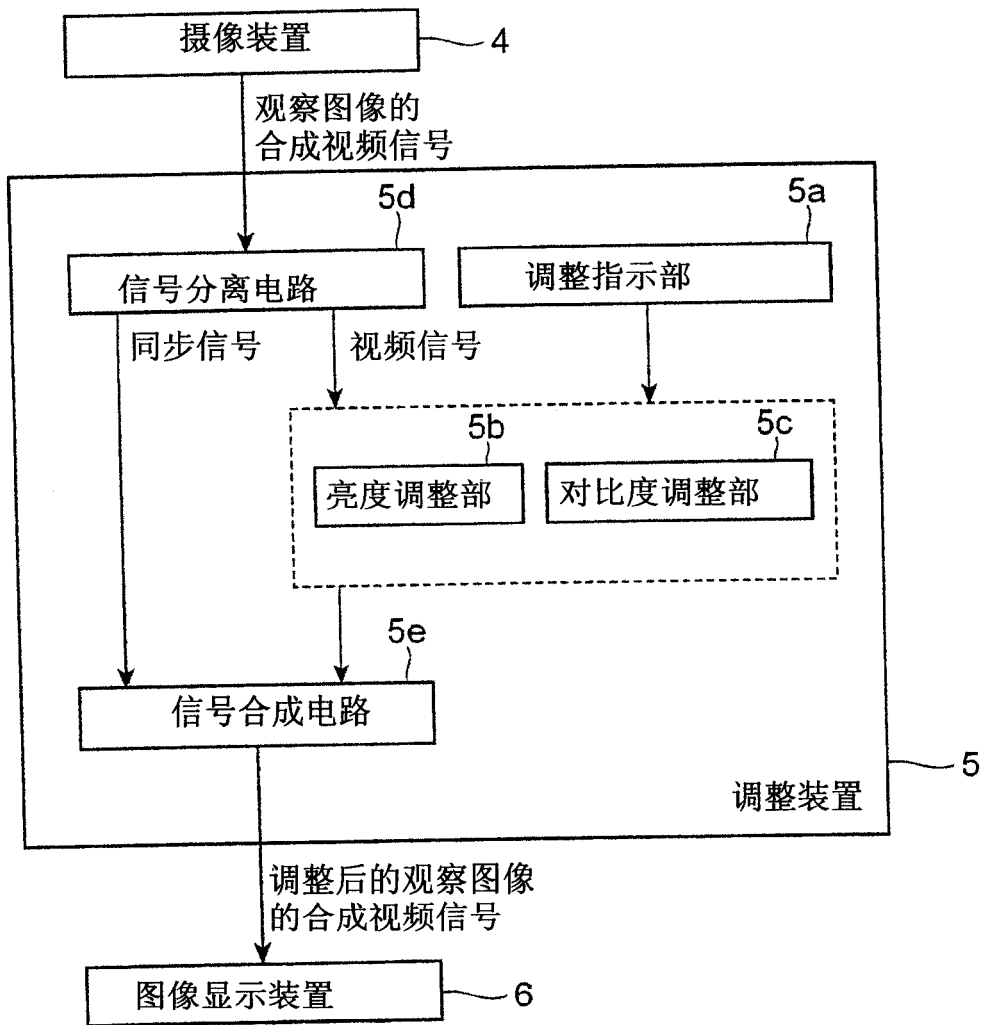 摄像装置
4
观察图像的
合成视频信号
5d
5a
信号分离电路
调整指示部
同步信号
视频信号
5b
5c
亮度调整部
对比度调整部
5e
信号合成电路
5
调整装置
调整后的观察图像
的合成视频信号
图像显示装置
6